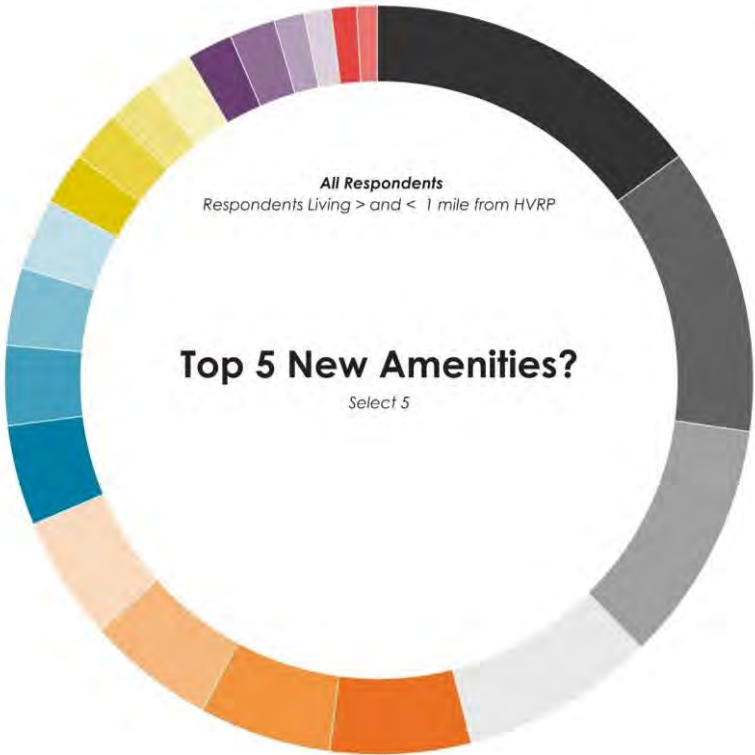 All Respondents
Respondents Living > and < 1 mile from HVRP
Top 5 New Amenities?
Select 5